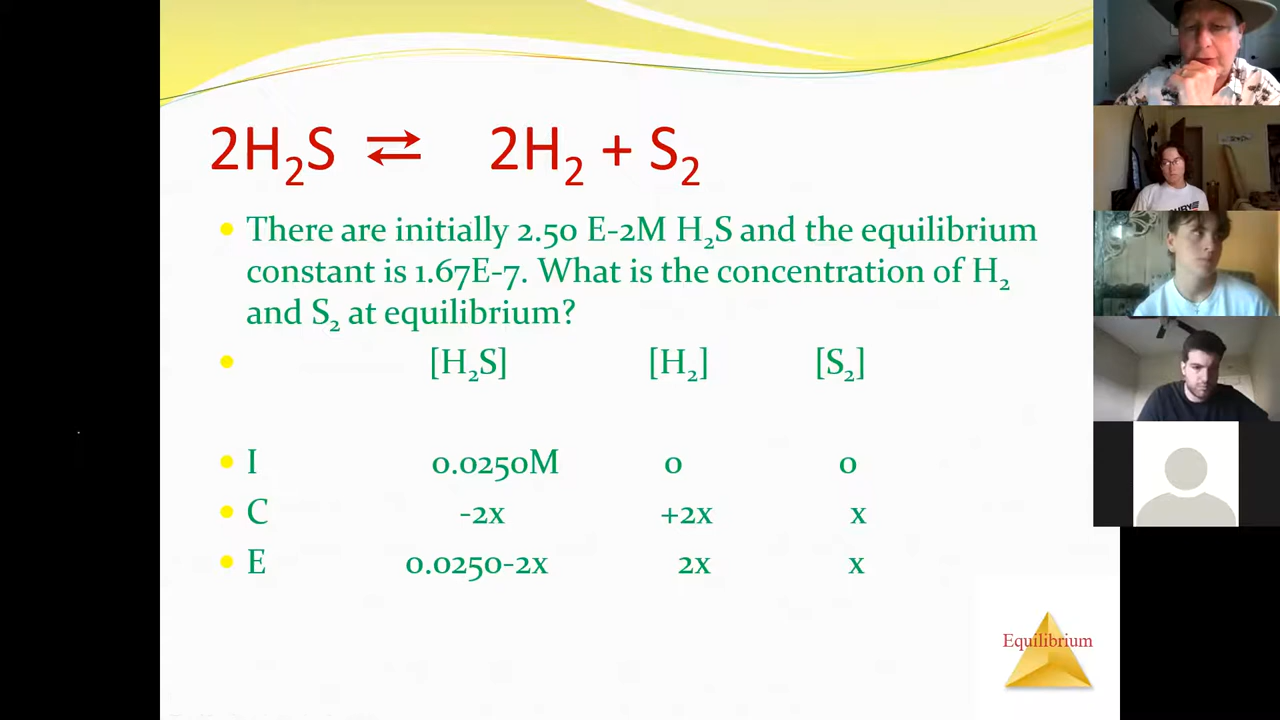 2H₂S ⇄ 2H₂ + S₂
There are initially 2.50 E-2M H₂S and the equilibrium
constant is 1.67E-7. What is the concentration of H₂
and S₂ at equilibrium?
[H₂S] [H₂] [S₂]
I 0.0250M 0 0
C -2x +2x x
E 0.0250-2x 2x x
Equilibrium